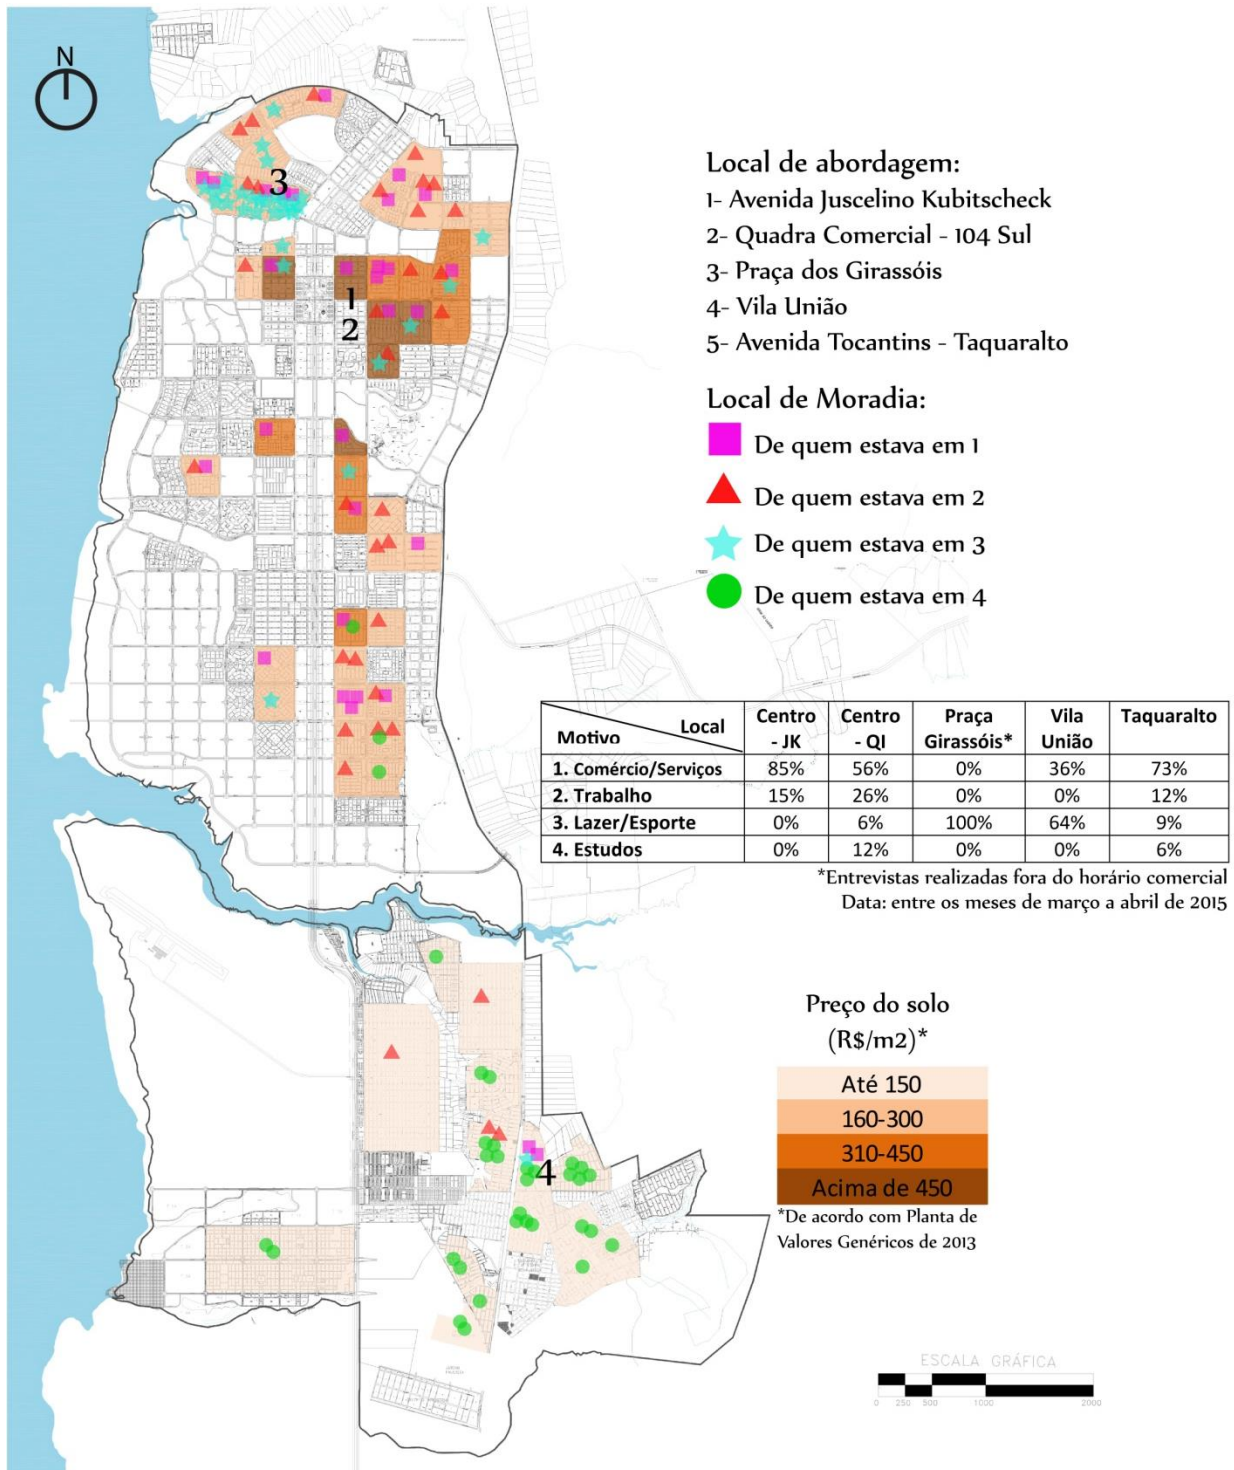 N
3
1
2
4
Local de abordagem:
1- Avenida Juscelino Kubitscheck
2- Quadra Comercial - 104 Sul
3- Praça dos Girassóis
4- Vila União
5- Avenida Tocantins - Taquaralto
Local de Moradia:
De quem estava em 1
De quem estava em 2
De quem estava em 3
De quem estava em 4
Motivo Local Centro - JK Centro - QI Praça Girassóis* Vila União Taquaralto
1. Comércio/Serviços 85% 56% 0% 36% 73%
2. Trabalho 15% 26% 0% 0% 12%
3. Lazer/Esporte 0% 6% 100% 64% 9%
4. Estudos 0% 12% 0% 0% 6%
*Entrevistas realizadas fora do horário comercial
Data: entre os meses de março a abril de 2015
Preço do solo
(R$/m2)*
Até 150
160-300
310-450
Acima de 450
*De acordo com Planta de
Valores Genéricos de 2013
ESCALA GRÁFICA
0 250 500 1000 2000